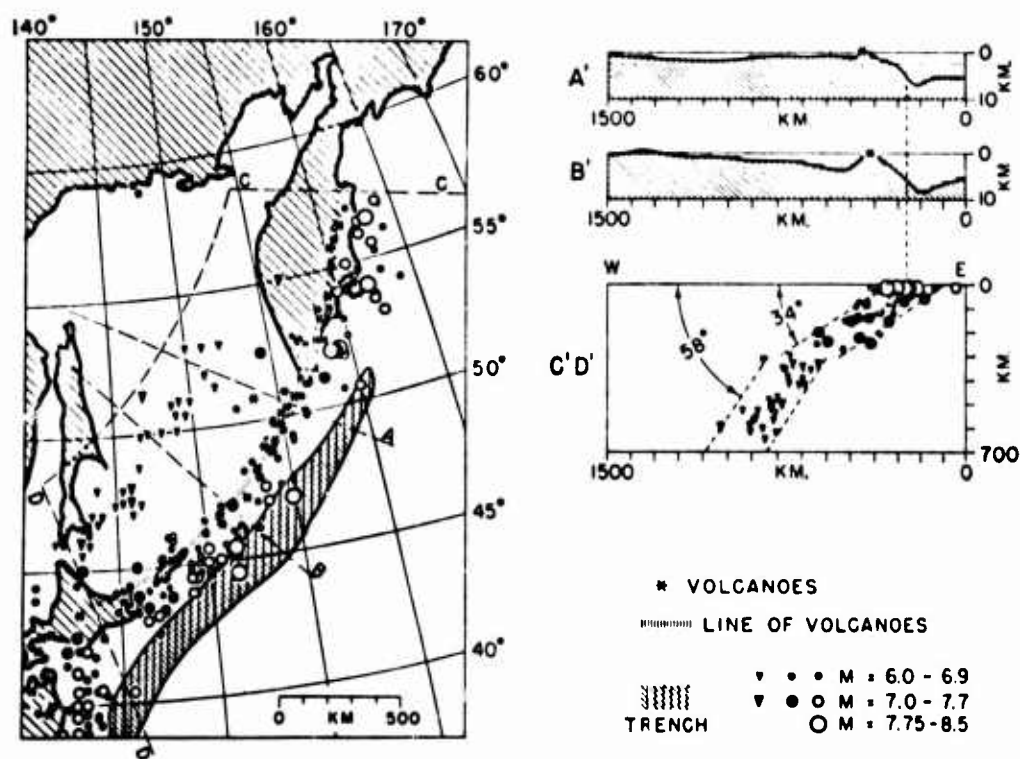 140° 150° 160° 170°
60°
55°
50°
45°
40°
C C
A
B
d
d
0 KM 500
A'
0
KM.
10
1500 KM. 0
B'
0
KM.
10
1500 KM. 0
W E
0
34°
58°
C'D'
KM.
700
1500 KM. 0
* VOLCANOES
LINE OF VOLCANOES
M = 6.0 - 6.9
M = 7.0 - 7.7
TRENCH M = 7.75-8.5